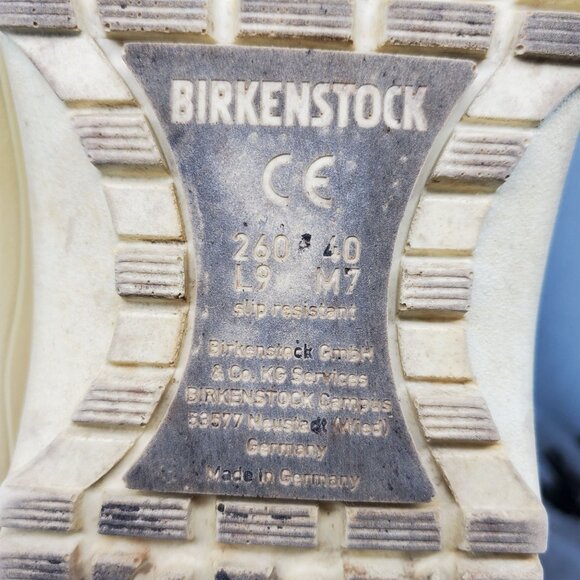 BIRKENSTOCK
CE
260 40
L9 M7
slip resistant
Birkenstock GmbH
& Co. KG Services
BIRKENSTOCK Campus
53577 Neustadt (Wied)
Germany
Made in Germany